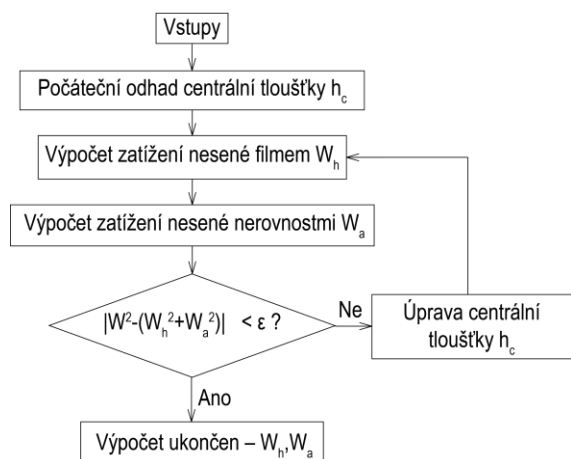 Vstupy
Počáteční odhad centrální tloušťky h_c
Výpočet zatížení nesené filmem W_h
Výpočet zatížení nesené nerovnostmi W_a
|W²-(W_h²+W_a²)| < ε ?
Ne
Úprava centrální
tloušťky h_c
Ano
Výpočet ukončen – W_h,W_a